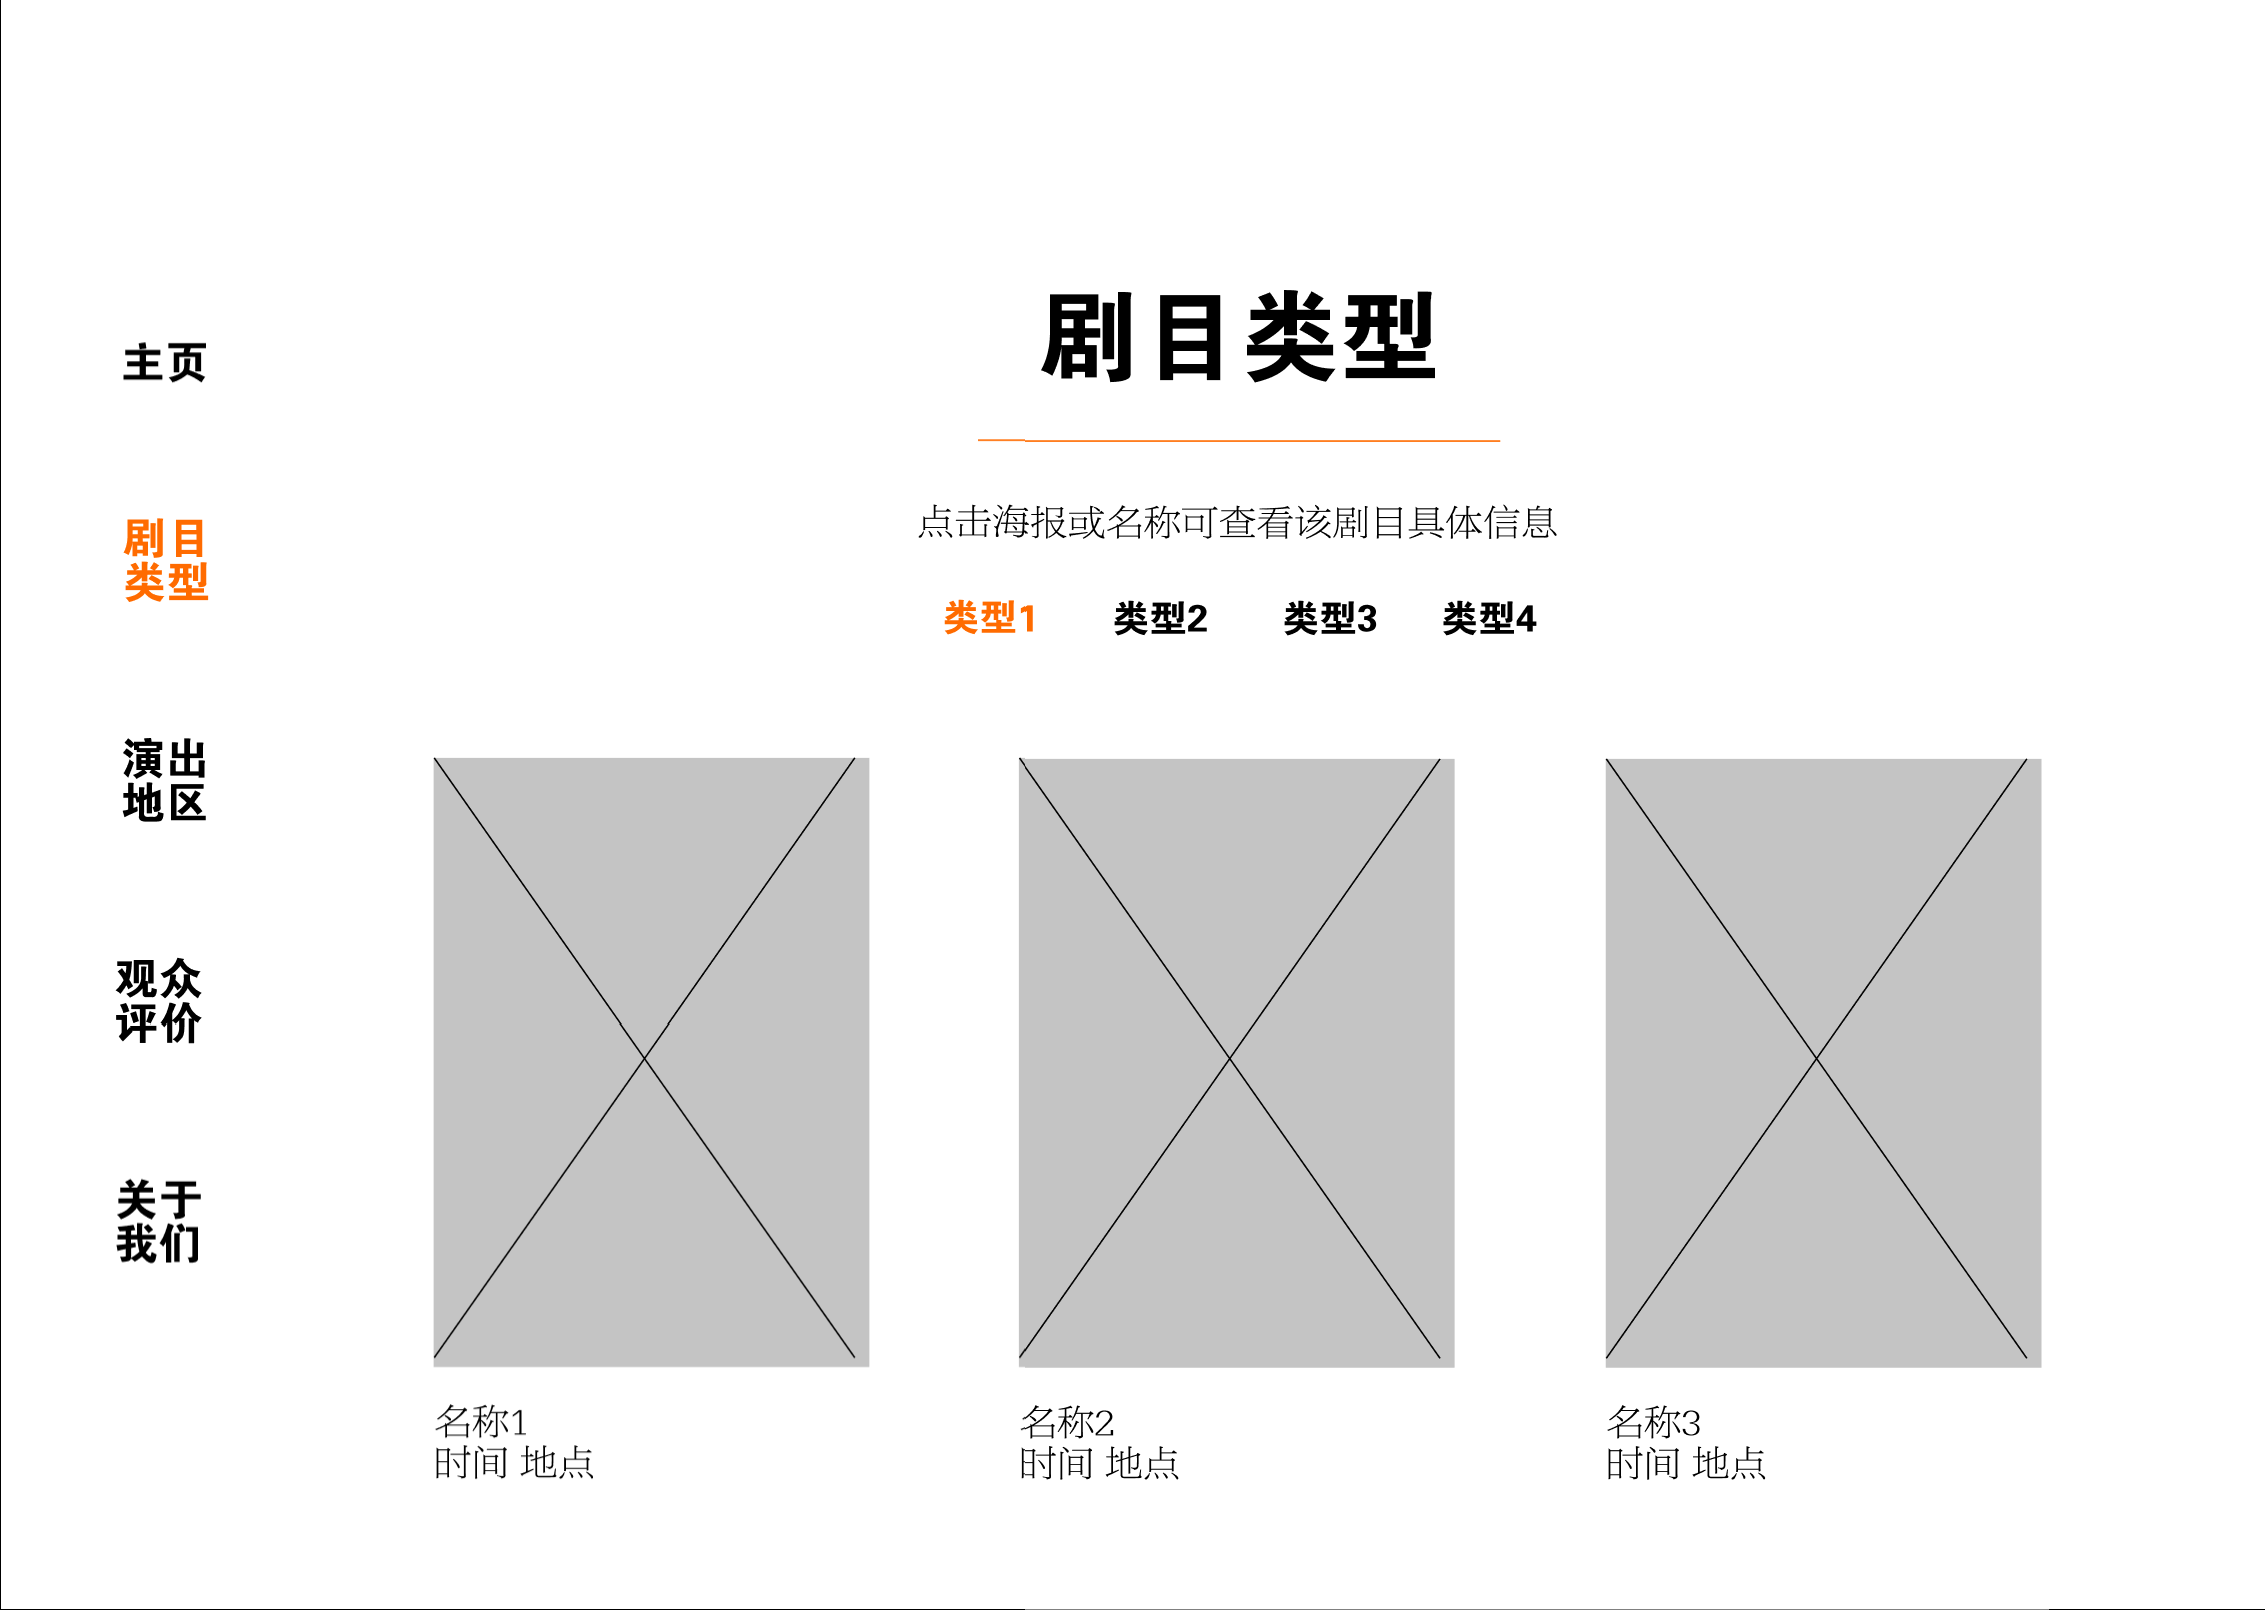 主页
剧目
类型
演出
地区
观众
评价
关于
我们
剧目类型
点击海报或名称可查看该剧目具体信息
类型1 类型2 类型3 类型4
名称1
时间 地点
名称2
时间 地点
名称3
时间 地点